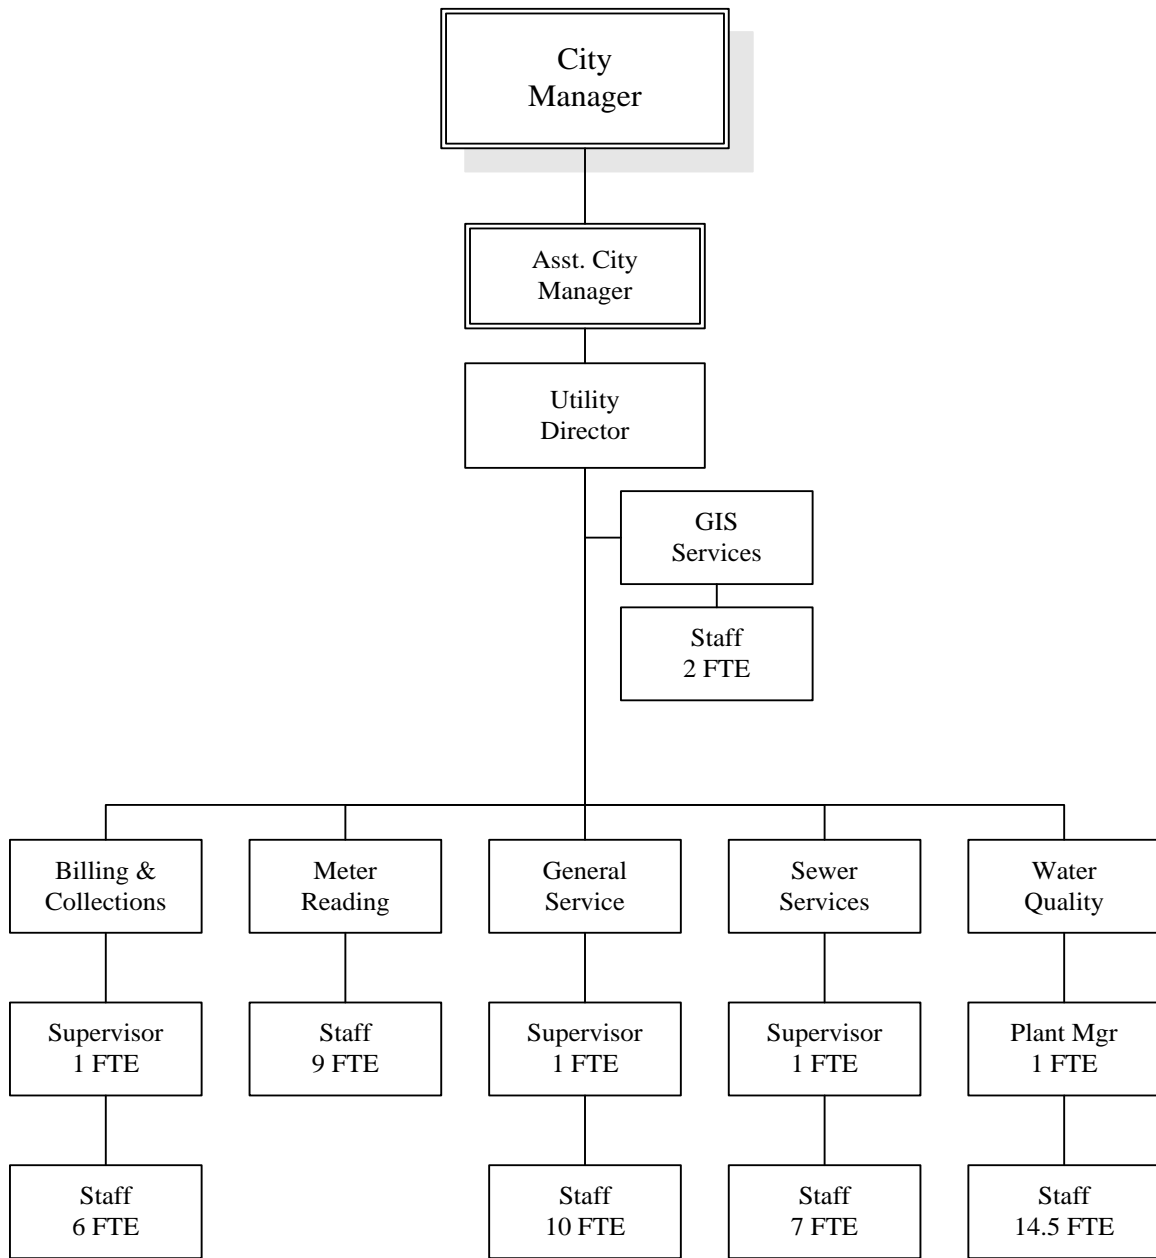 City
Manager
Asst. City
Manager
Utility
Director
GIS
Services
Staff
2 FTE
Billing &
Collections
Meter
Reading
General
Service
Sewer
Services
Water
Quality
Supervisor
1 FTE
Staff
9 FTE
Supervisor
1 FTE
Supervisor
1 FTE
Plant Mgr
1 FTE
Staff
6 FTE
Staff
10 FTE
Staff
7 FTE
Staff
14.5 FTE